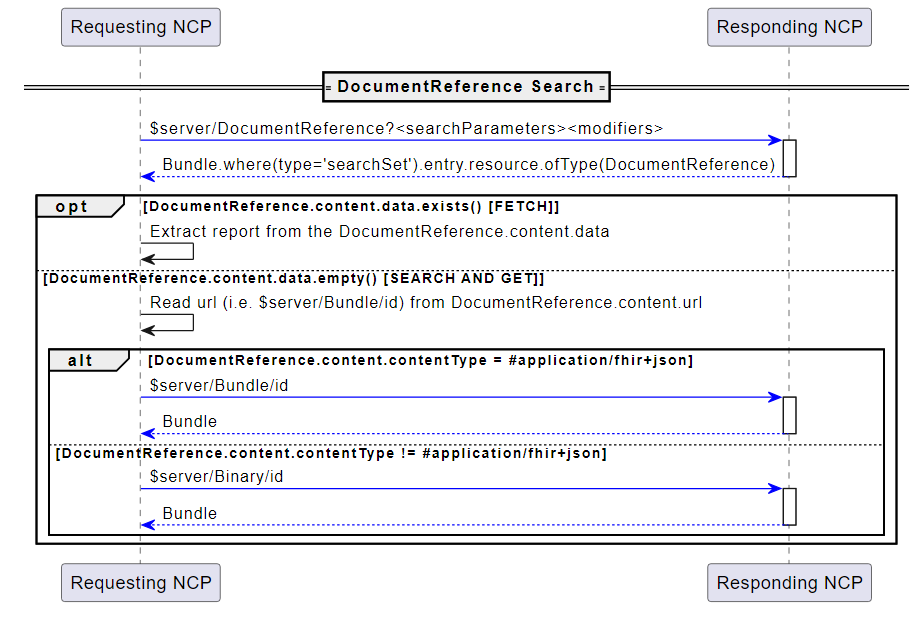 Requesting NCP
Responding NCP
DocumentReference Search
$server/DocumentReference?<searchParameters><modifiers>
Bundle.where(type='searchSet').entry.resource.ofType(DocumentReference)
opt
[DocumentReference.content.data.exists() [FETCH]]
Extract report from the DocumentReference.content.data
[DocumentReference.content.data.empty() [SEARCH AND GET]]
Read url (i.e. $server/Bundle/id) from DocumentReference.content.url
alt
[DocumentReference.content.contentType = #application/fhir+json]
$server/Bundle/id
Bundle
[DocumentReference.content.contentType != #application/fhir+json]
$server/Binary/id
Bundle
Requesting NCP
Responding NCP